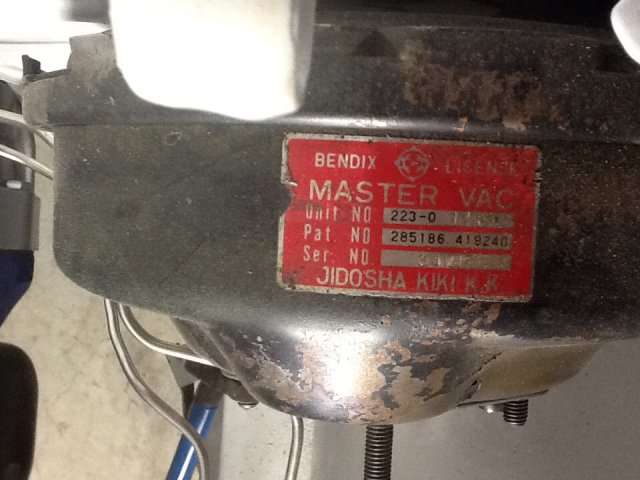 BENDIX LICENSE
MASTER VAC
Unit NO 223-0
Pat. NO 285186 418240
Ser. NO
JIDOSHA KIKI K.K.